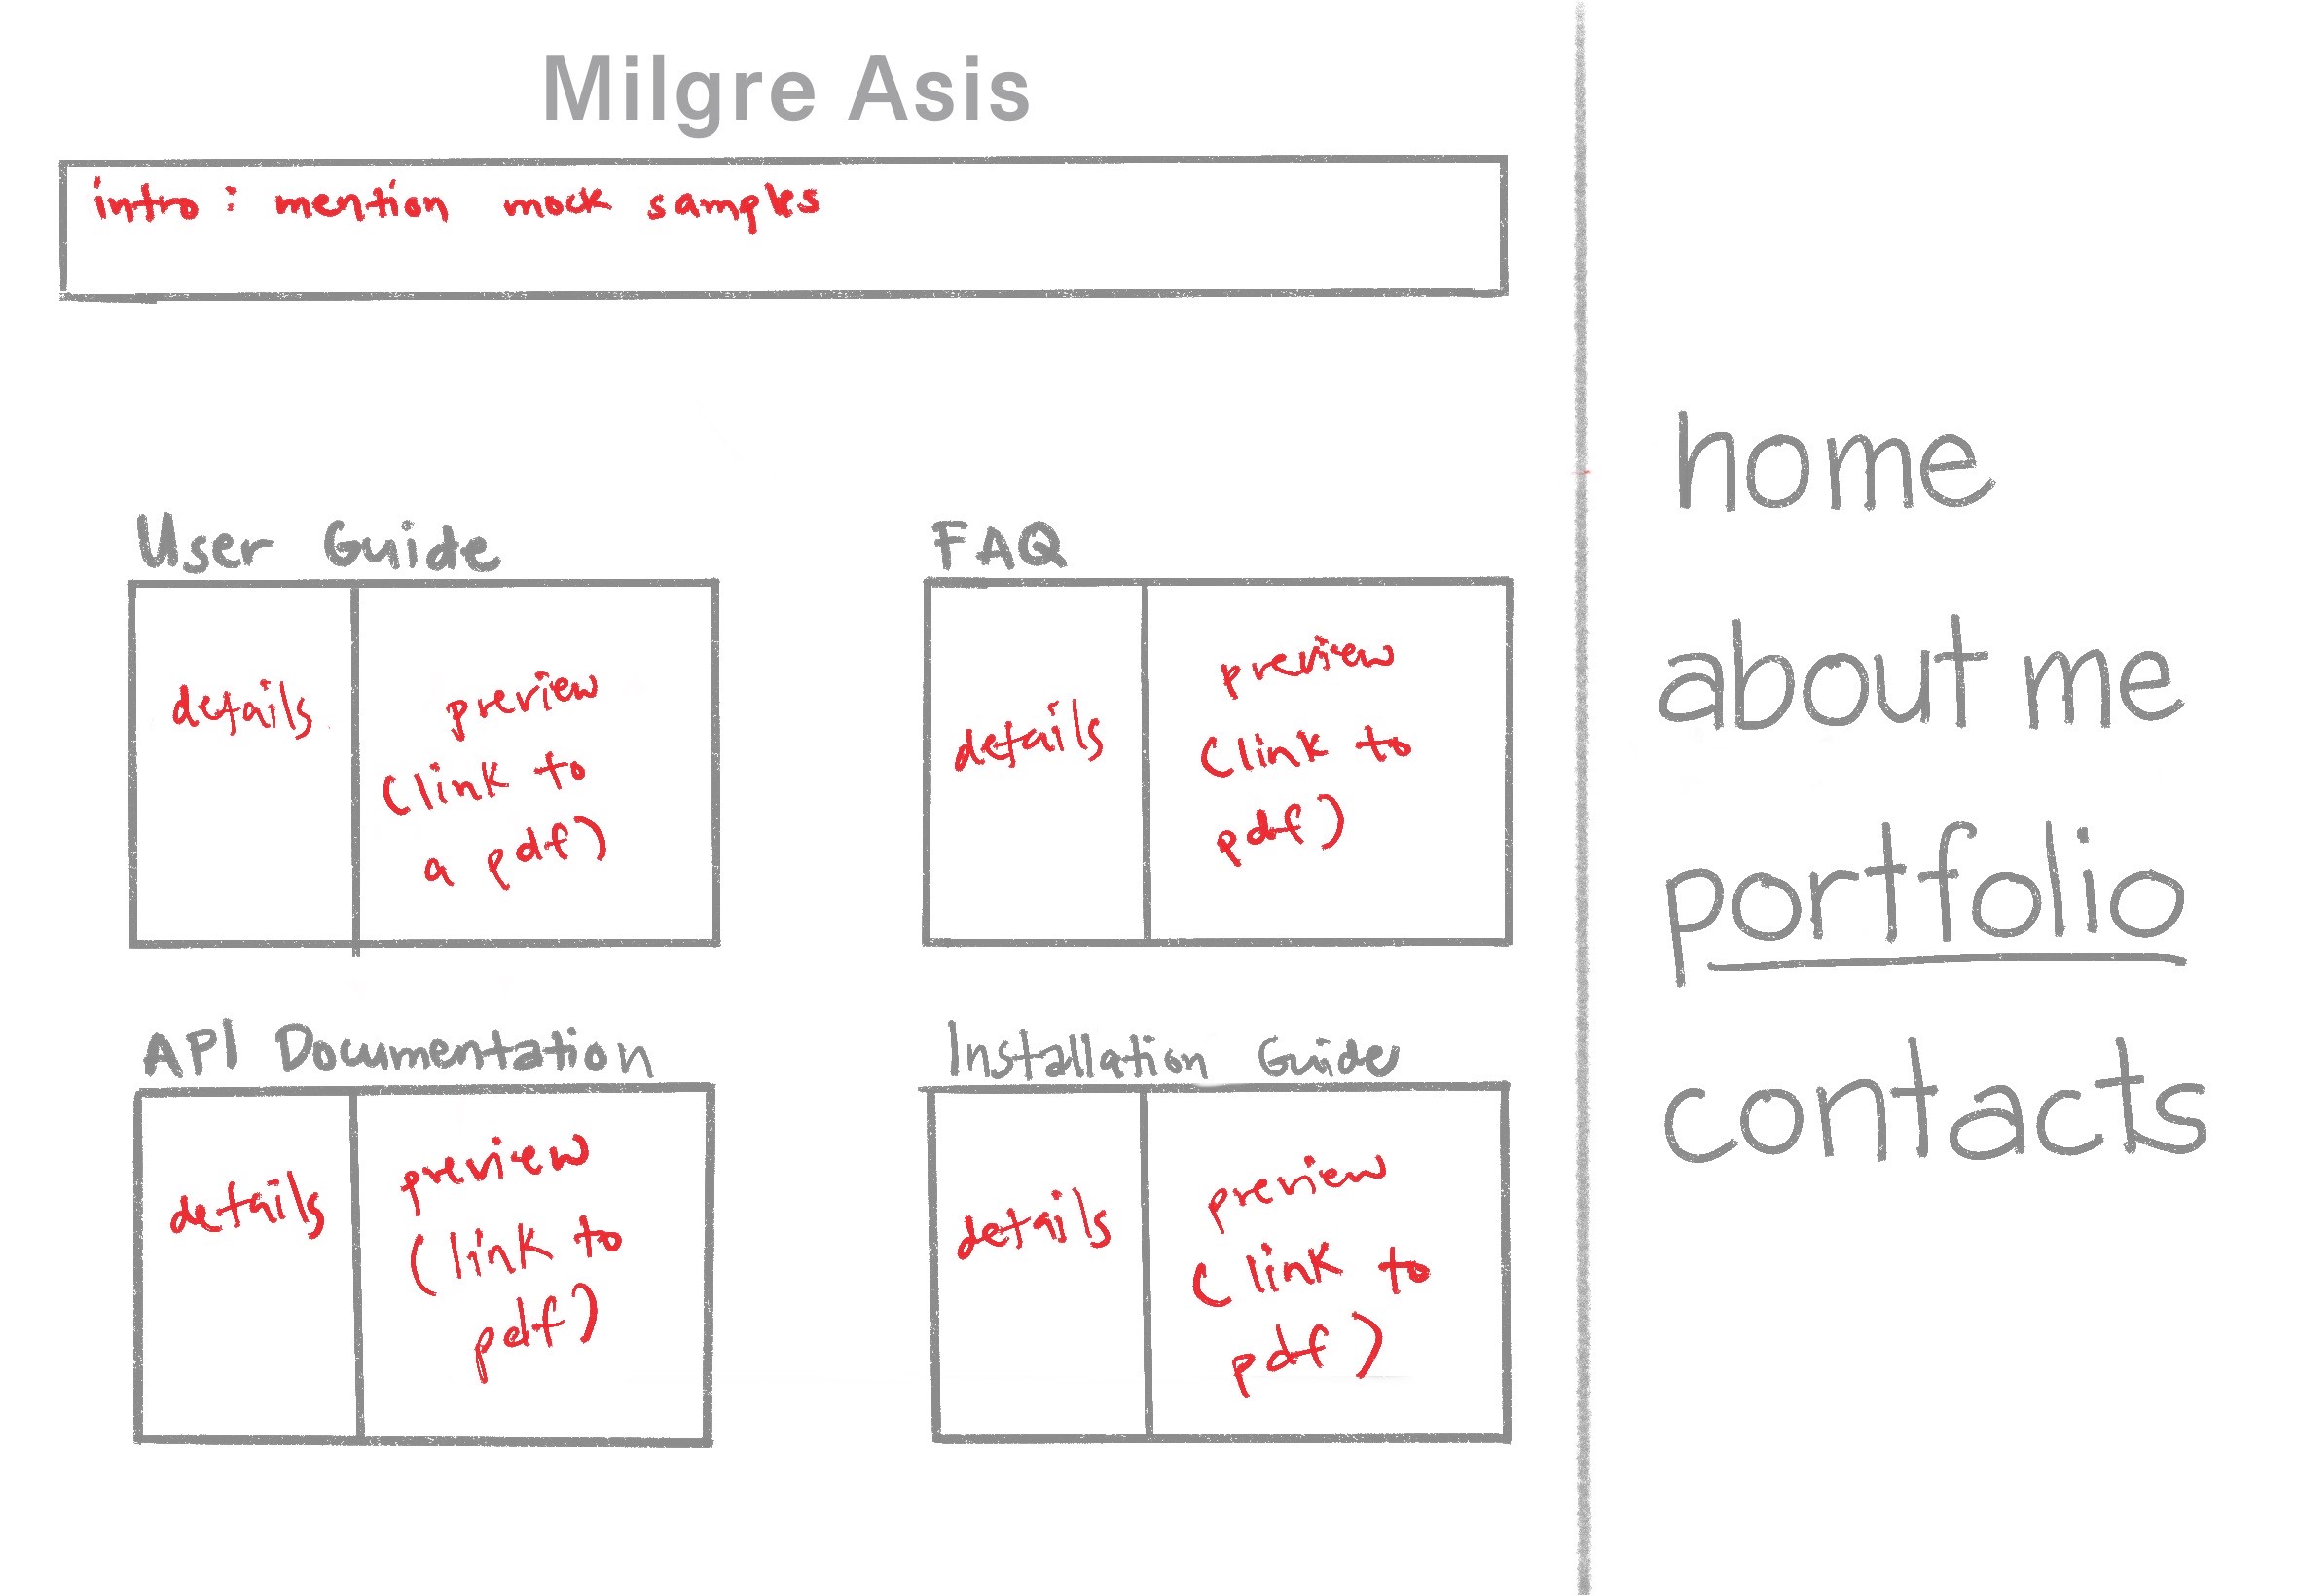 Milgre Asis
intro: mention mock samples
User Guide
details
preview
(link to
a pdf)
FAQ
details
preview
(link to
pdf)
API Documentation
details
preview
(link to
pdf)
Installation Guide
details
preview
(link to
pdf)
home
about me
portfolio
contacts